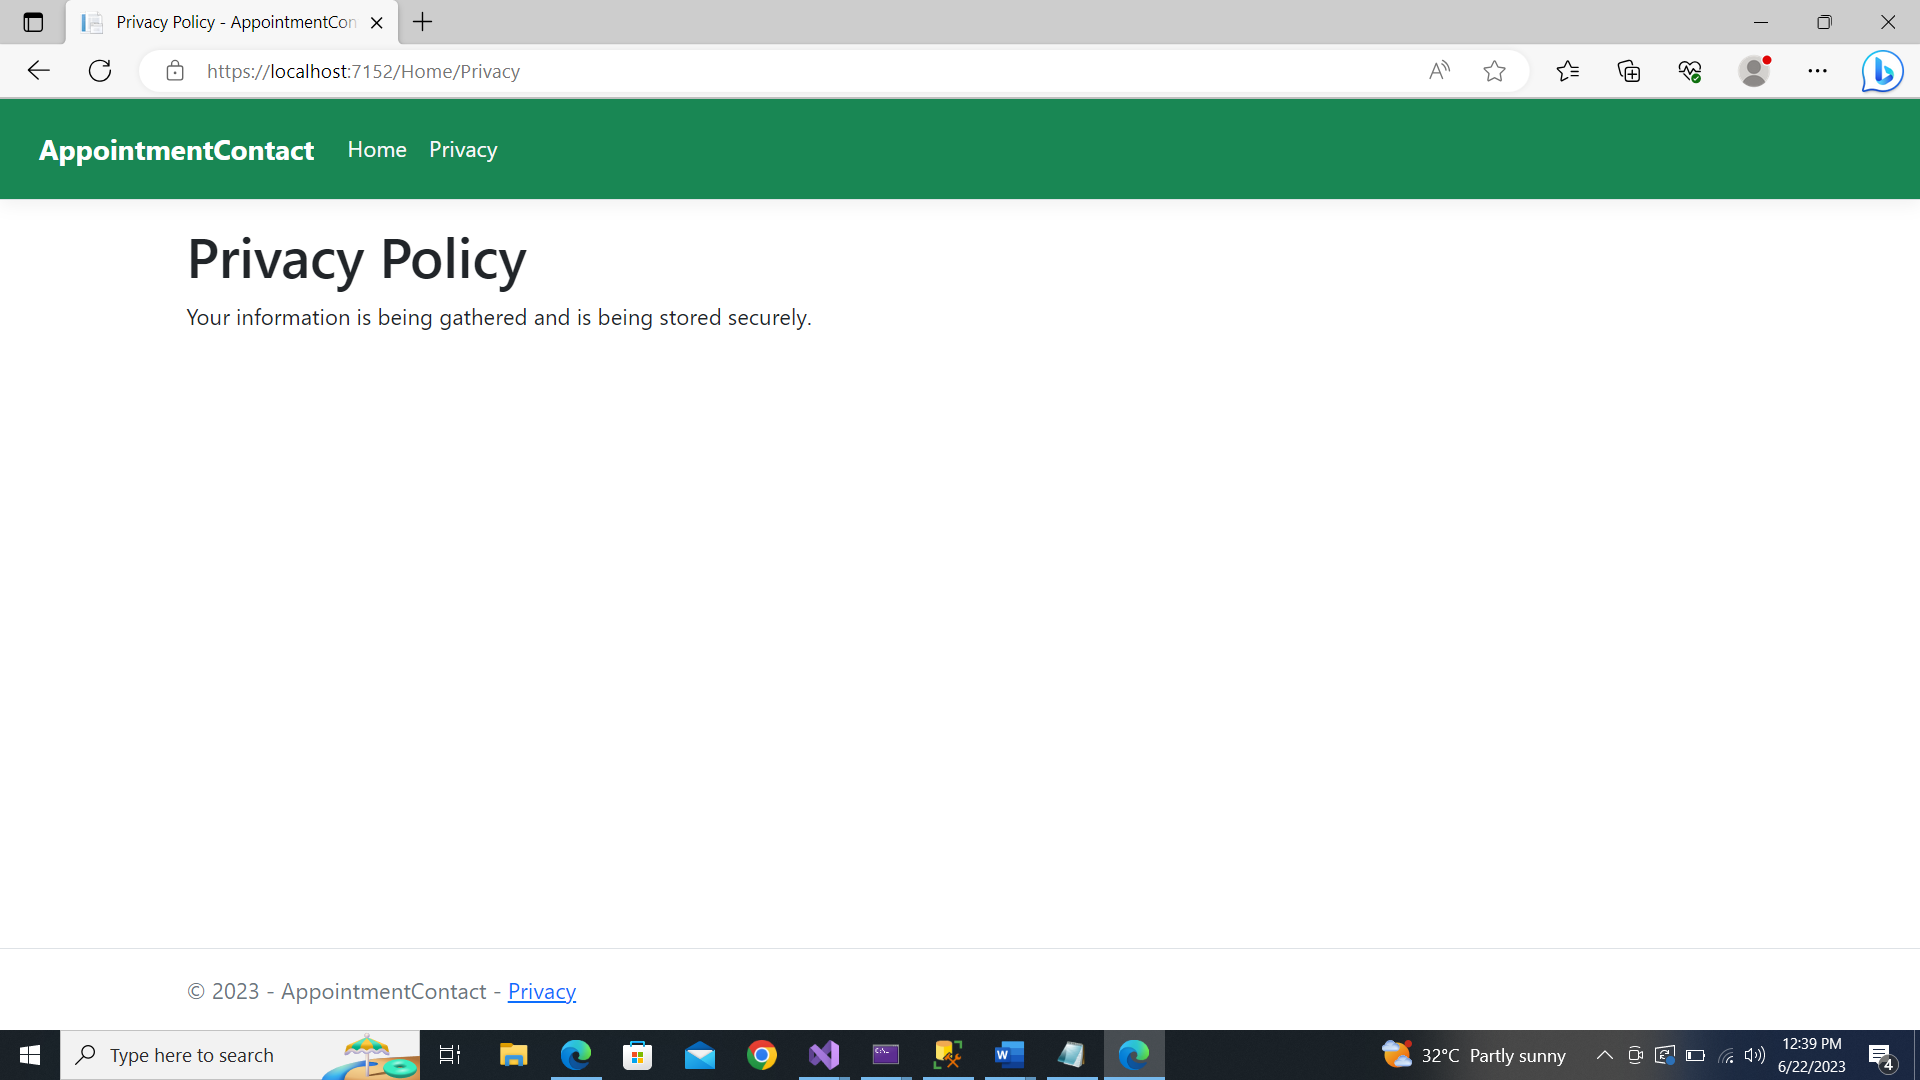 Privacy Policy - AppointmentCon
https://localhost:7152/Home/Privacy
AppointmentContact Home Privacy
Privacy Policy
Your information is being gathered and is being stored securely.
© 2023 - AppointmentContact - Privacy
Type here to search
32°C Partly sunny
12:39 PM
6/22/2023
4